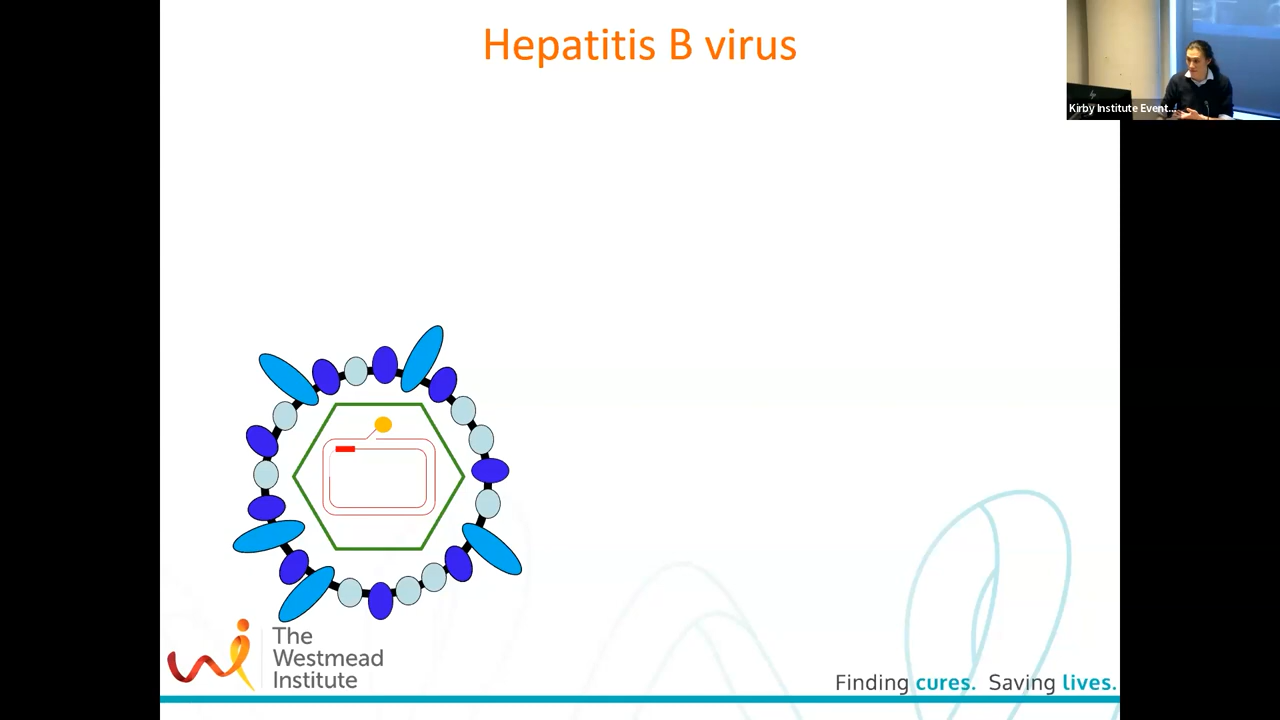 Hepatitis B virus
Kirby Institute Event...
The
Westmead
Institute
Finding cures. Saving lives.